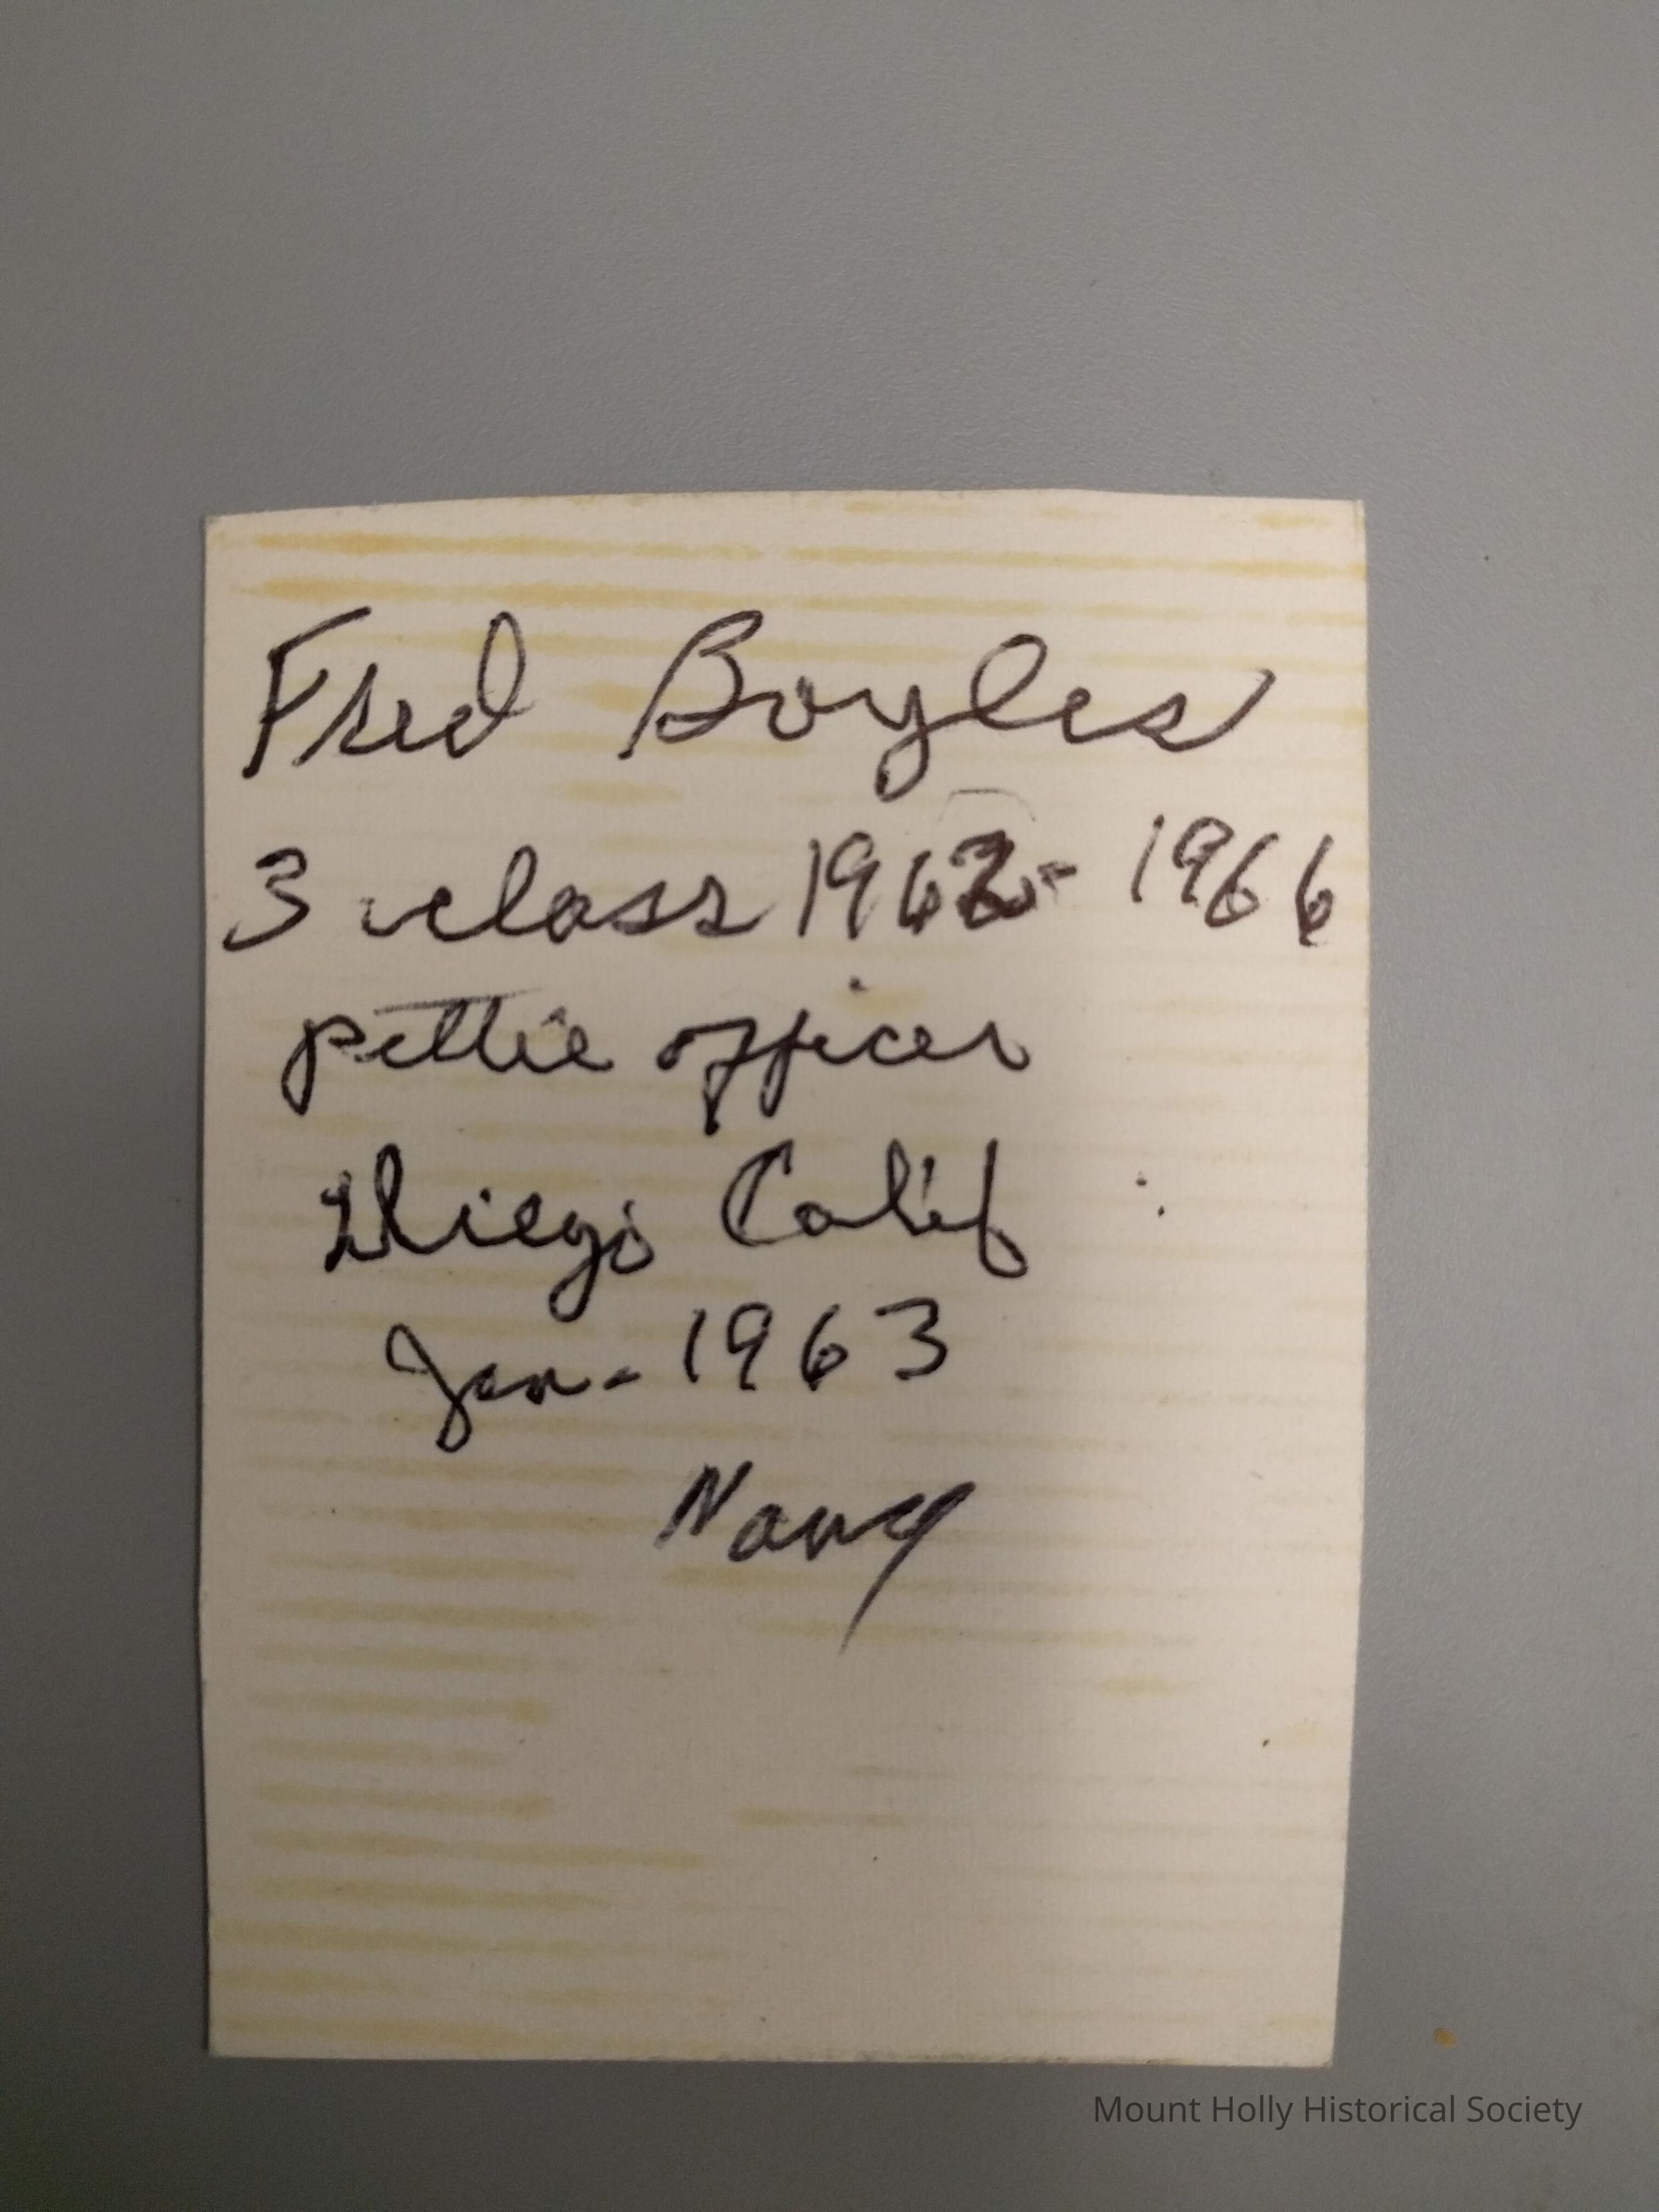 Fred Boyles
3 class 1962 - 1966
pettie officer
Diego Calif
Jan - 1963
Navy
Mount Holly Historical Society